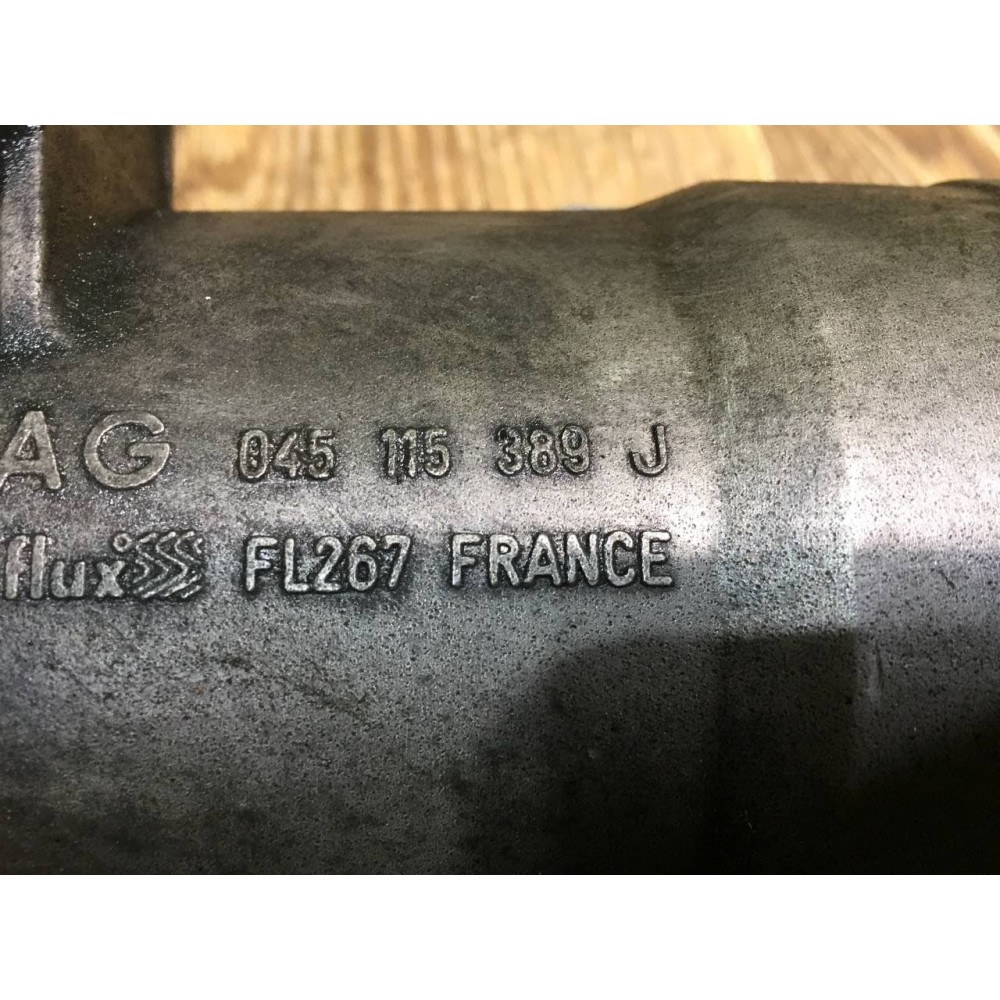 AG 045 115 389 J
flux FL267 FRANCE